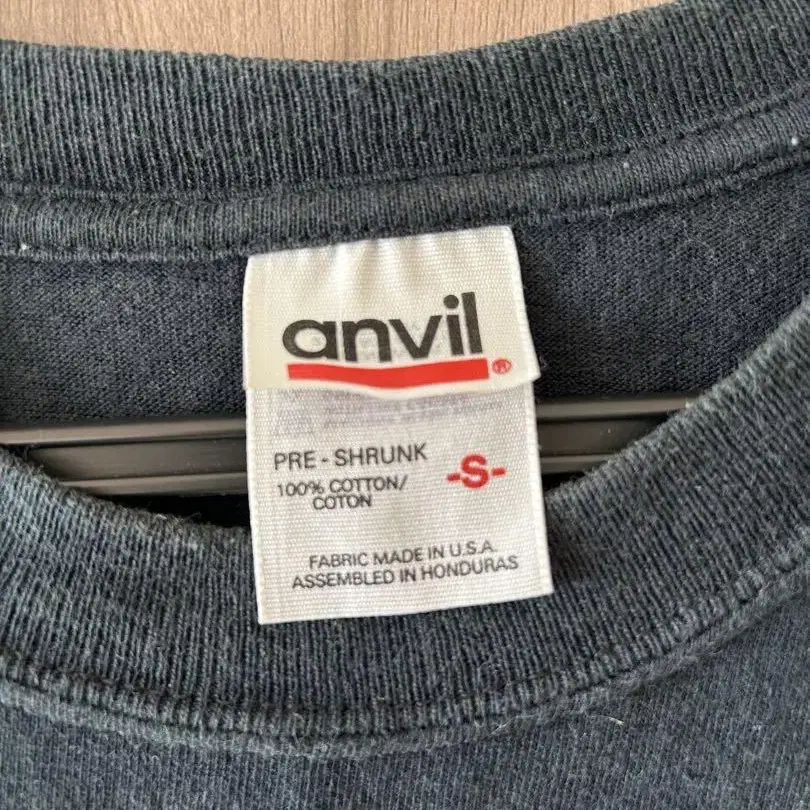 anvil®
PRE - SHRUNK
-S-
100% COTTON/
COTON
FABRIC MADE IN U.S.A.
ASSEMBLED IN HONDURAS